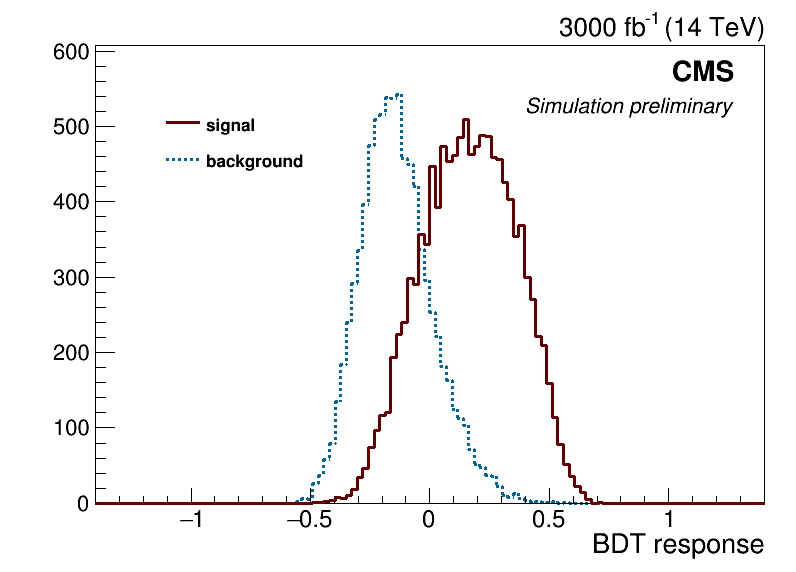 3000 fb-1 (14 TeV)
600
CMS
Simulation preliminary
signal
500
background
400
300
200
100
0
−1 −0.5 0 0.5 1
BDT response